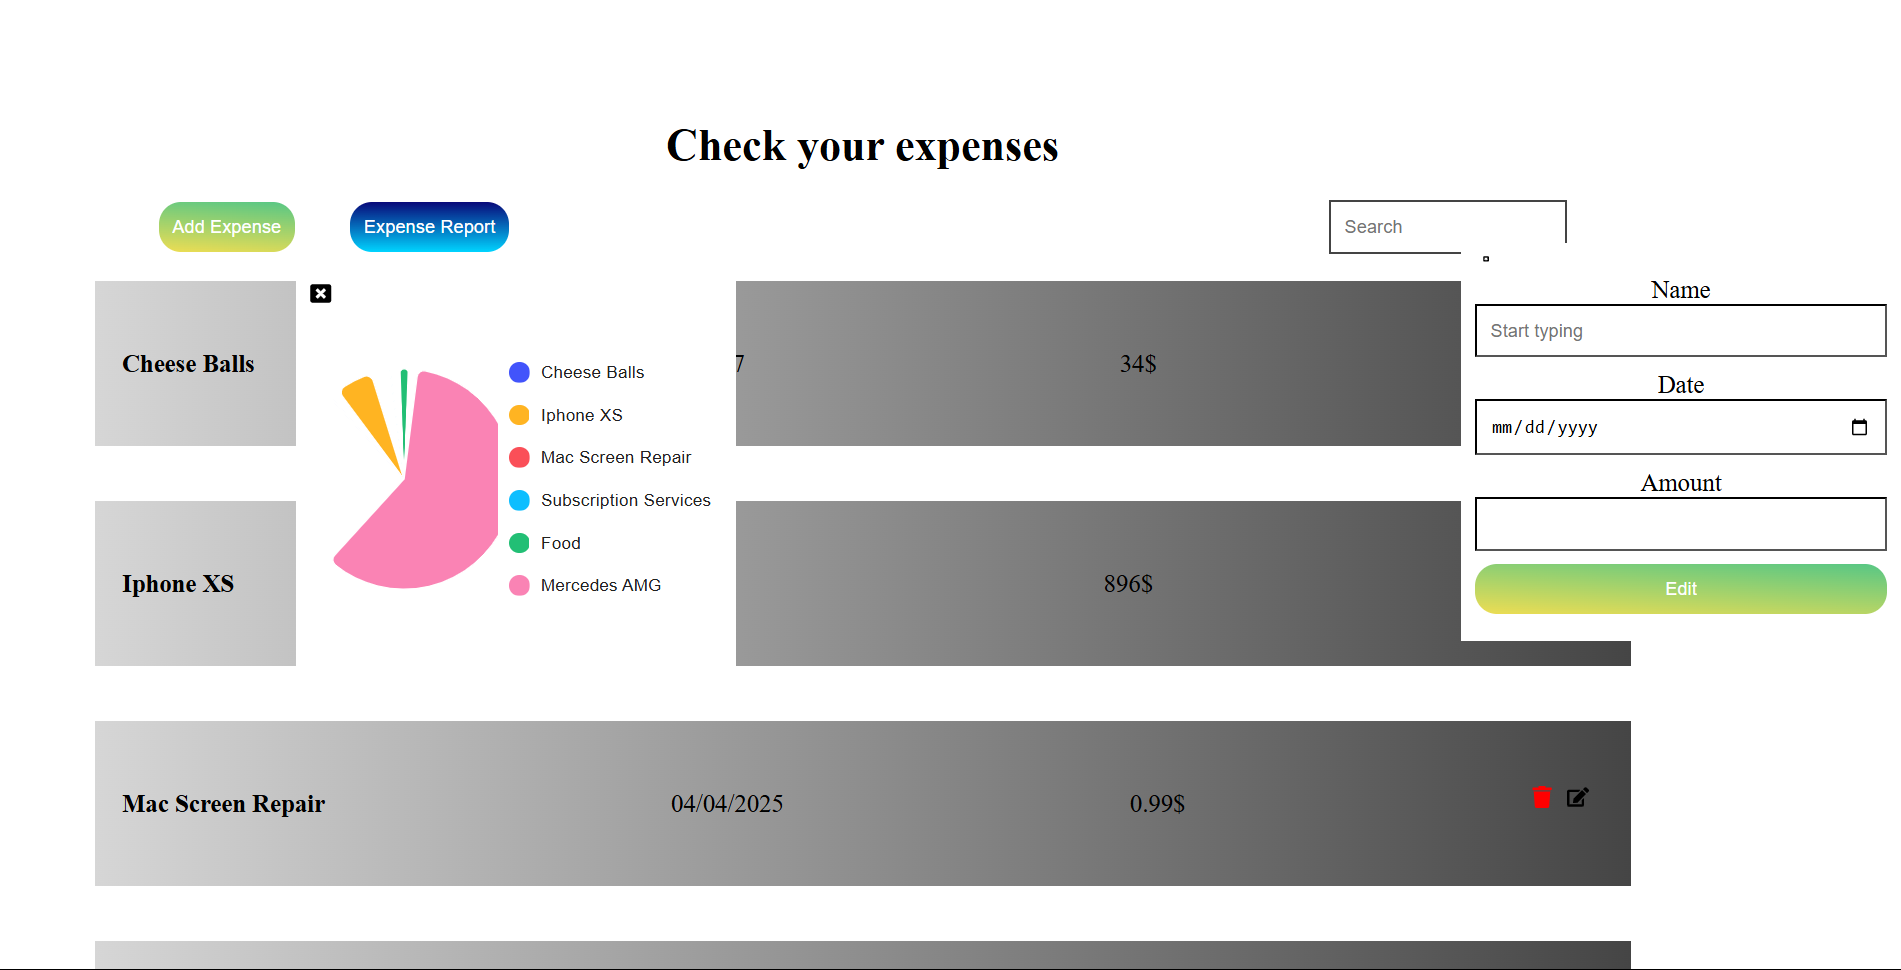 Check your expenses
Add Expense
Expense Report
Search
Name
Start typing
Date
mm/dd/yyyy
Amount
Edit
Cheese Balls
7
34$
Cheese Balls
Iphone XS
Mac Screen Repair
Subscription Services
Food
Mercedes AMG
Iphone XS
896$
Mac Screen Repair
04/04/2025
0.99$